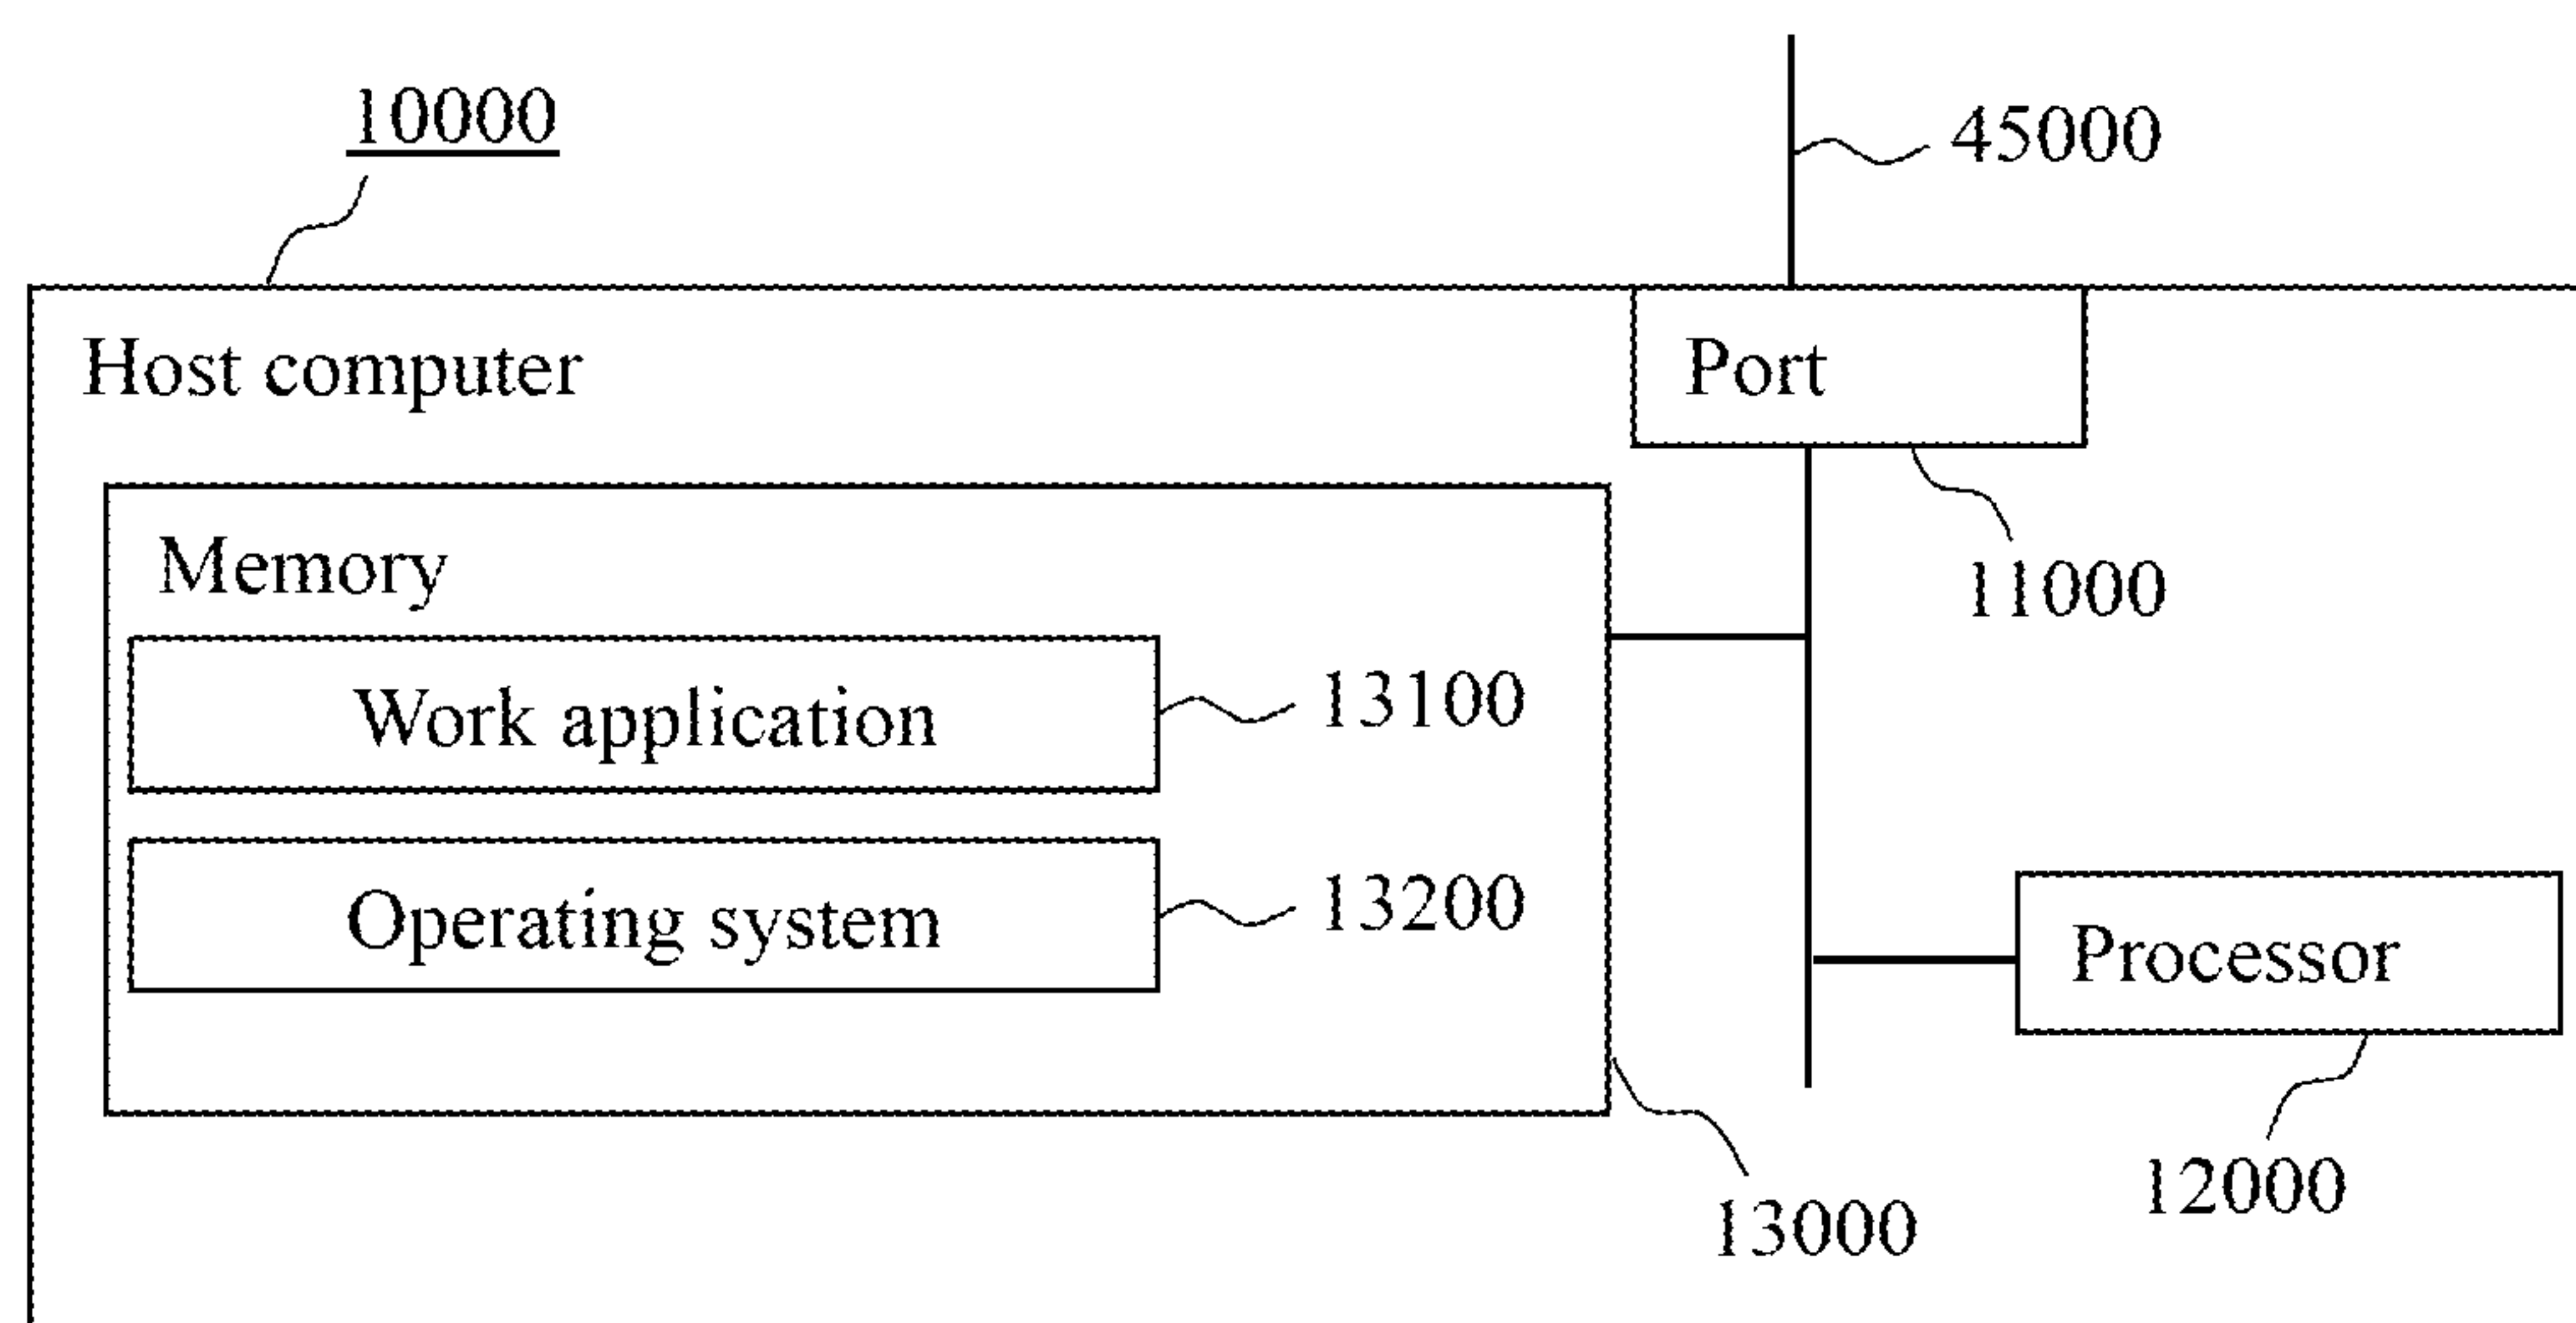 10000
45000
Host computer
Port
Memory
11000
Work application
13100
Operating system
13200
Processor
12000
13000